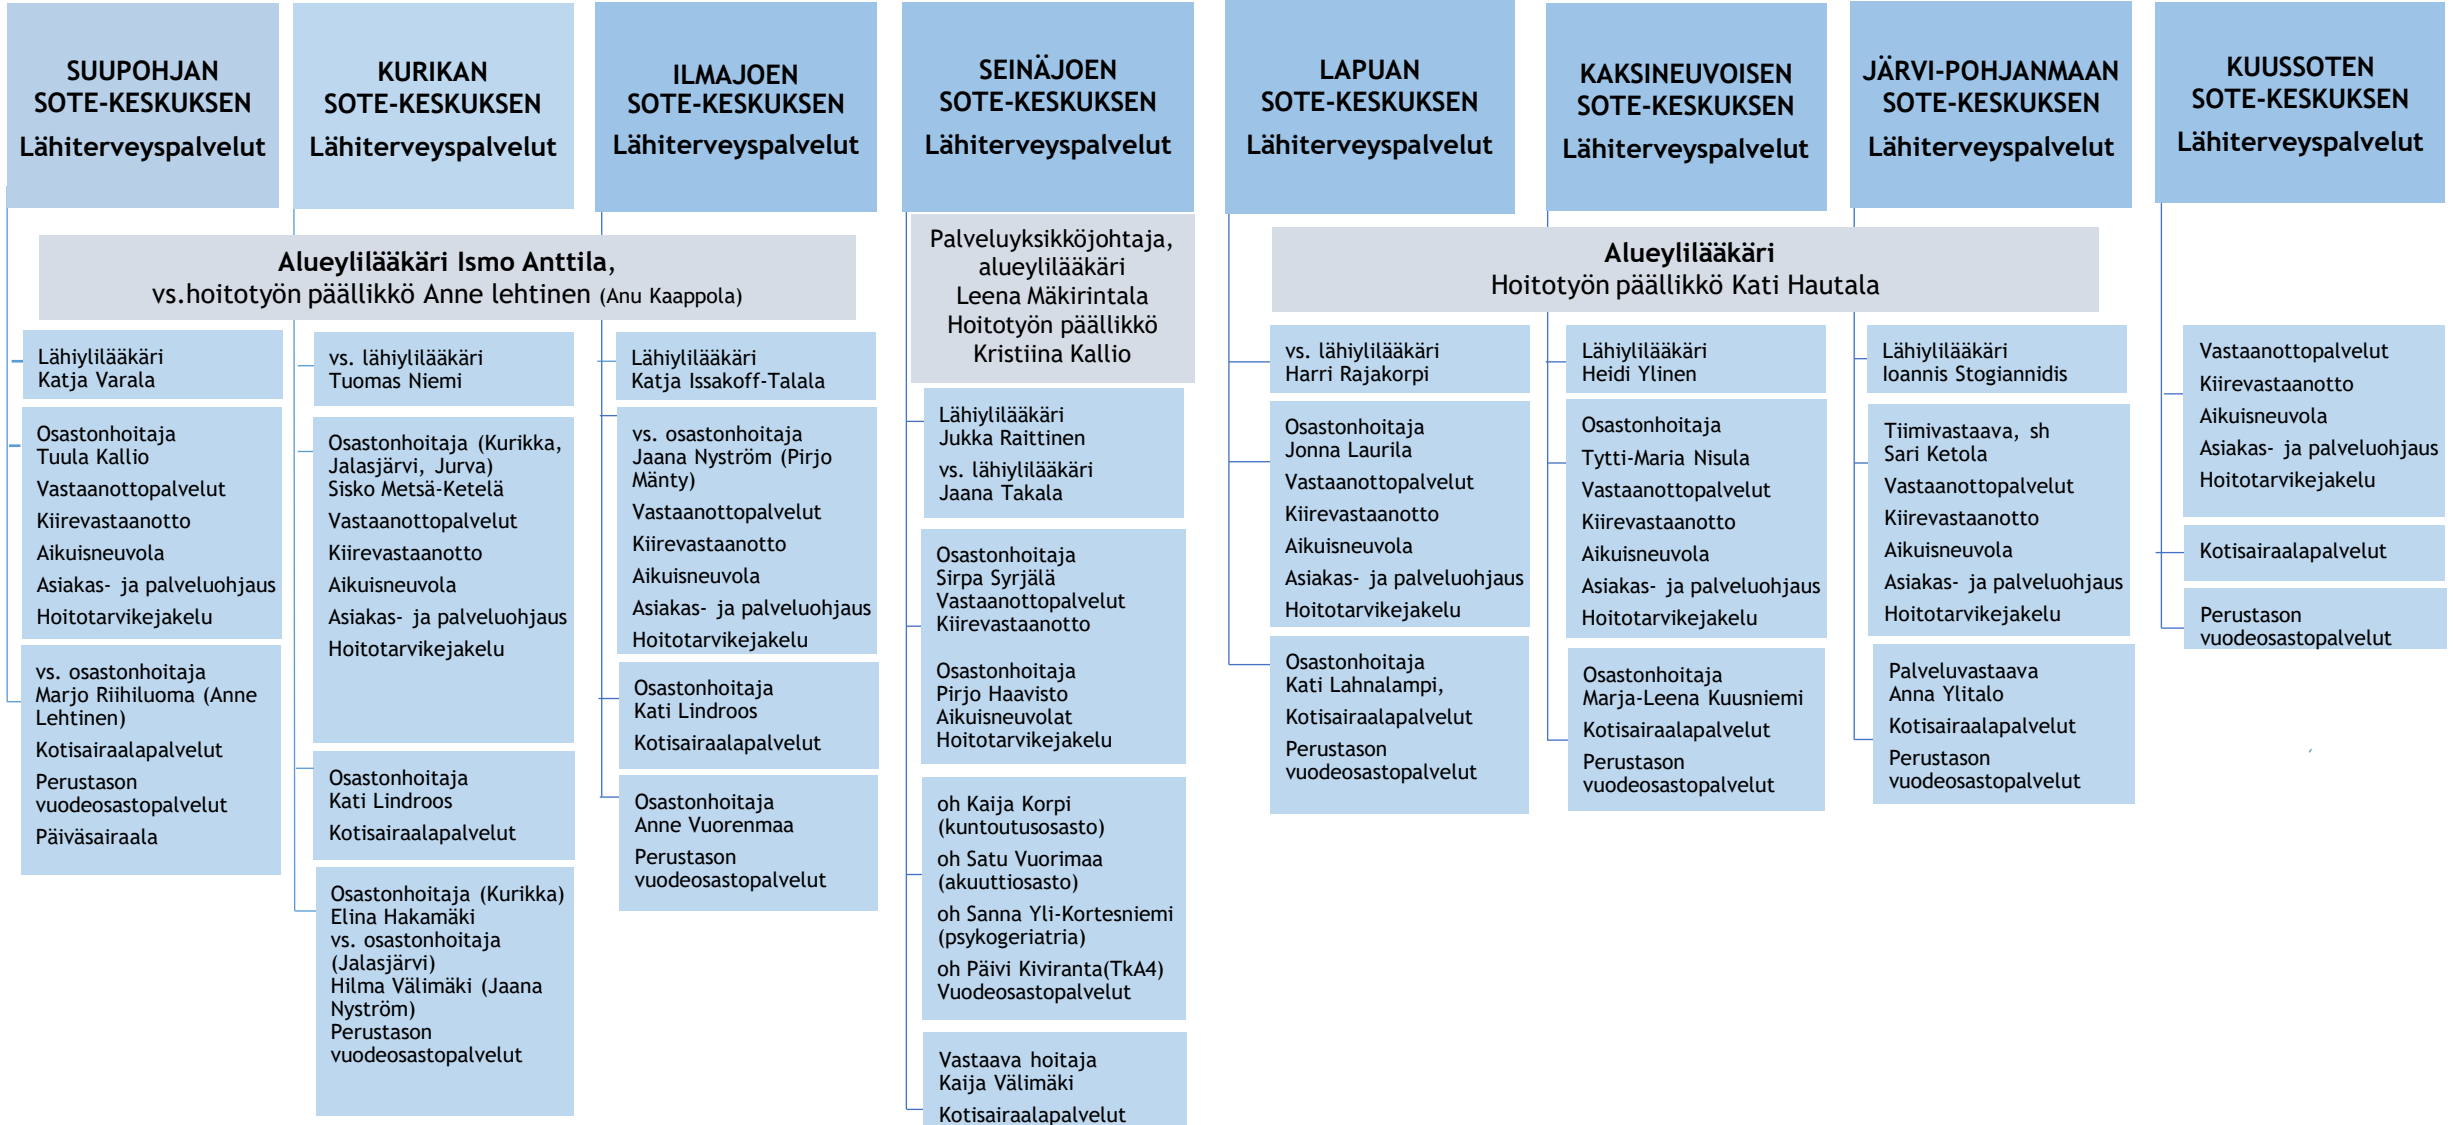 SUUPOHJAN
SOTE-KESKUKSEN
Lähiterveyspalvelut
KURIKAN
SOTE-KESKUKSEN
Lähiterveyspalvelut
ILMAJOEN
SOTE-KESKUKSEN
Lähiterveyspalvelut
SEINÄJOEN
SOTE-KESKUKSEN
Lähiterveyspalvelut
LAPUAN
SOTE-KESKUKSEN
Lähiterveyspalvelut
KAKSINEUVOISEN
SOTE-KESKUKSEN
Lähiterveyspalvelut
JÄRVI-POHJANMAAN
SOTE-KESKUKSEN
Lähiterveyspalvelut
KUUSSOTEN
SOTE-KESKUKSEN
Lähiterveyspalvelut
Alueylilääkäri Ismo Anttila,
vs.hoitotyön päällikkö Anne lehtinen (Anu Kaappola)
Palveluyksikköjohtaja,
alueylilääkäri
Leena Mäkirintala
Hoitotyön päällikkö
Kristiina Kallio
Alueylilääkäri
Hoitotyön päällikkö Kati Hautala
Lähiylilääkäri
Katja Varala
Osastonhoitaja
Tuula Kallio
Vastaanottopalvelut
Kiirevastaanotto
Aikuisneuvola
Asiakas- ja palveluohjaus
Hoitotarvikejakelu
vs. osastonhoitaja
Marjo Riihiluoma (Anne
Lehtinen)
Kotisairaalapalvelut
Perustason
vuodeosastopalvelut
Päiväsairaala
vs. lähiylilääkäri
Tuomas Niemi
Osastonhoitaja (Kurikka,
Jalasjärvi, Jurva)
Sisko Metsä-Ketelä
Vastaanottopalvelut
Kiirevastaanotto
Aikuisneuvola
Asiakas- ja palveluohjaus
Hoitotarvikejakelu
Osastonhoitaja
Kati Lindroos
Kotisairaalapalvelut
Osastonhoitaja (Kurikka)
Elina Hakamäki
vs. osastonhoitaja
(Jalasjärvi)
Hilma Välimäki (Jaana
Nyström)
Perustason
vuodeosastopalvelut
Lähiylilääkäri
Katja Issakoff-Talala
vs. osastonhoitaja
Jaana Nyström (Pirjo
Mänty)
Vastaanottopalvelut
Kiirevastaanotto
Aikuisneuvola
Asiakas- ja palveluohjaus
Hoitotarvikejakelu
Osastonhoitaja
Kati Lindroos
Kotisairaalapalvelut
Osastonhoitaja
Anne Vuorenmaa
Perustason
vuodeosastopalvelut
Lähiylilääkäri
Jukka Raittinen
vs. lähiylilääkäri
Jaana Takala
Osastonhoitaja
Sirpa Syrjälä
Vastaanottopalvelut
Kiirevastaanotto
Osastonhoitaja
Pirjo Haavisto
Aikuisneuvolat
Hoitotarvikejakelu
oh Kaija Korpi
(kuntoutusosasto)
oh Satu Vuorimaa
(akuuttiosasto)
oh Sanna Yli-Kortesniemi
(psykogeriatria)
oh Päivi Kiviranta(TkA4)
Vuodeosastopalvelut
Vastaava hoitaja
Kaija Välimäki
Kotisairaalapalvelut
vs. lähiylilääkäri
Harri Rajakorpi
Osastonhoitaja
Jonna Laurila
Vastaanottopalvelut
Kiirevastaanotto
Aikuisneuvola
Asiakas- ja palveluohjaus
Hoitotarvikejakelu
Osastonhoitaja
Kati Lahnalampi,
Kotisairaalapalvelut
Perustason
vuodeosastopalvelut
Lähiylilääkäri
Heidi Ylinen
Osastonhoitaja
Tytti-Maria Nisula
Vastaanottopalvelut
Kiirevastaanotto
Aikuisneuvola
Asiakas- ja palveluohjaus
Hoitotarvikejakelu
Osastonhoitaja
Marja-Leena Kuusniemi
Kotisairaalapalvelut
Perustason
vuodeosastopalvelut
Lähiylilääkäri
Ioannis Stogiannidis
Tiimivastaava, sh
Sari Ketola
Vastaanottopalvelut
Kiirevastaanotto
Aikuisneuvola
Asiakas- ja palveluohjaus
Hoitotarvikejakelu
Palveluvastaava
Anna Ylitalo
Kotisairaalapalvelut
Perustason
vuodeosastopalvelut
Vastaanottopalvelut
Kiirevastaanotto
Aikuisneuvola
Asiakas- ja palveluohjaus
Hoitotarvikejakelu
Kotisairaalapalvelut
Perustason
vuodeosastopalvelut